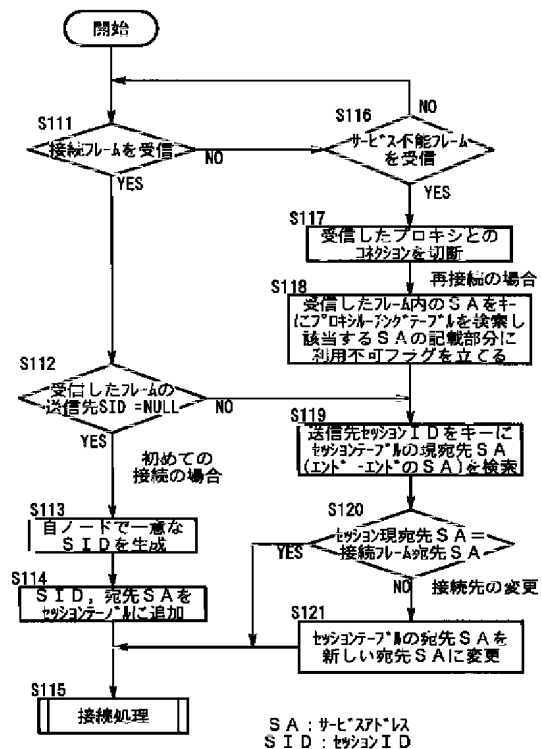 開始
S111
接続フレームを受信
NO
YES
S116
NO
サービス不能フレーム
を受信
YES
S117
受信したプロキシとの
コネクションを切断
再接続の場合
S118
受信したフレーム内のSAをキー
にプロキシルーチングテーブルを検索し
該当するSAの記載部分に
利用不可フラグを立てる
S112
受信したフレームの
送信先SID =NULL
NO
YES
初めての
接続の場合
S119
送信先セッションIDをキーに
セッションテーブルの現宛先SA
(エンド-エンドのSA)を検索
S113
自ノードで一意な
SIDを生成
S120
セッション現宛先SA=
接続フレーム宛先SA
YES
NO
接続先の変更
S114
SID,宛先SAを
セッションテーブルに追加
S121
セッションテーブルの宛先SAを
新しい宛先SAに変更
S115
接続処理
SA:サービスアドレス
SID:セッションID